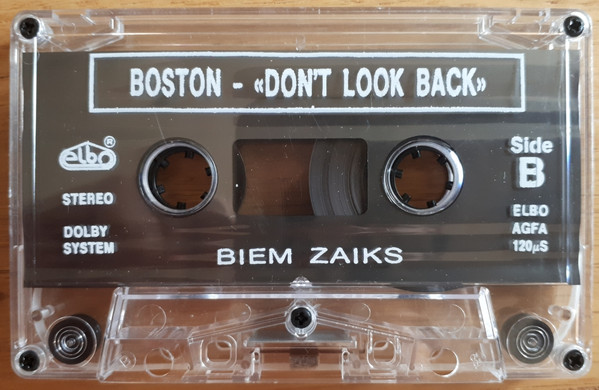 BOSTON - «DON'T LOOK BACK»
elbo®
STEREO
DOLBY
SYSTEM
BIEM ZAIKS
Side
B
ELBO
AGFA
120µS